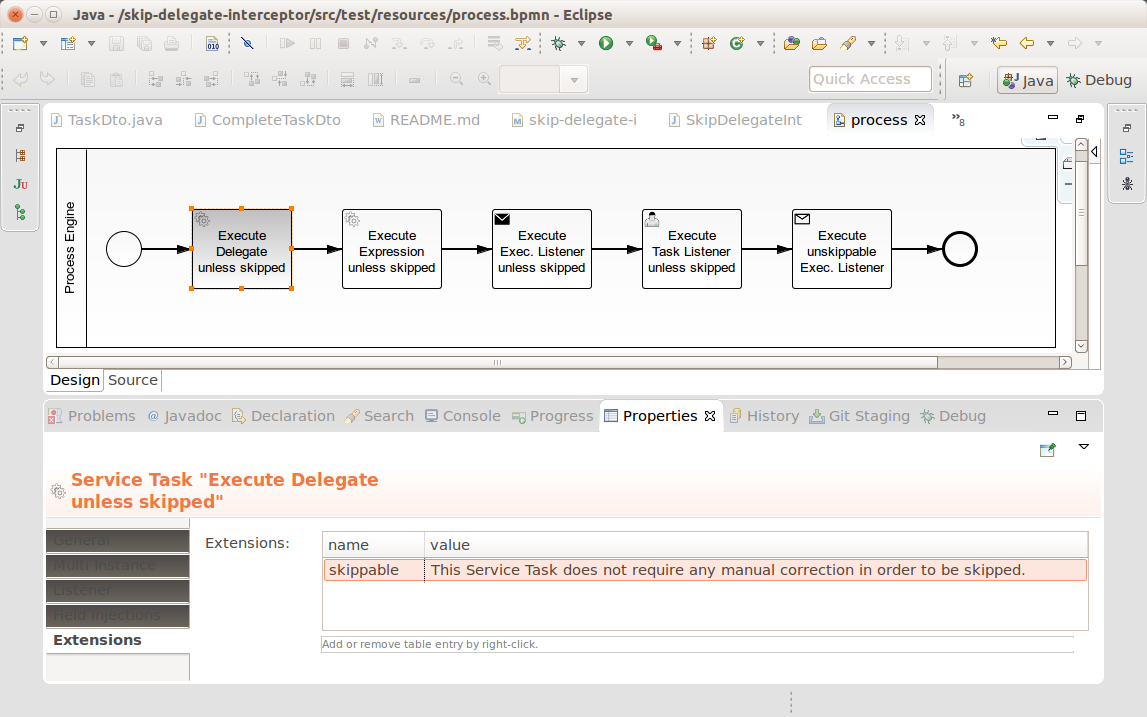 Java - /skip-delegate-interceptor/src/test/resources/process.bpmn - Eclipse
010
Quick Access
Java
Debug
TaskDto.java
CompleteTaskDto
README.md
skip-delegate-i
SkipDelegateInt
process
»8
Process Engine
Execute
Delegate
unless skipped
Execute
Expression
unless skipped
Execute
Exec. Listener
unless skipped
Execute
Task Listener
unless skipped
Execute
unskippable
Exec. Listener
Design
Source
Problems
@ Javadoc
Declaration
Search
Console
Progress
Properties
History
Git Staging
Debug
Service Task "Execute Delegate
unless skipped"
General
Multi Instance
Listener
Field Injections
Extensions
Extensions:
name
value
skippable
This Service Task does not require any manual correction in order to be skipped.
Add or remove table entry by right-click.